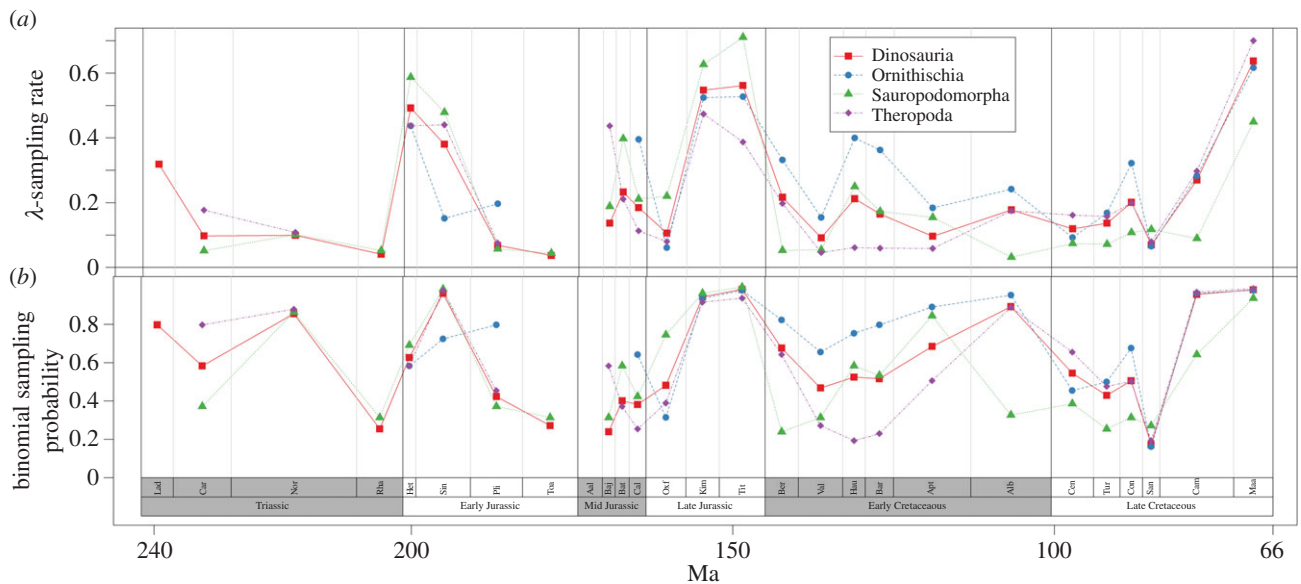 (a)
λ-sampling rate
0.6
0.4
0.2
0
Dinosauria
Ornithischia
Sauropodomorpha
Theropoda
(b)
binomial sampling
probability
0.8
0.6
0.4
0.2
0
Lad Car Nor Rha Het Sin Pli Toa Aal Baj Bat Cal Oxf Kim Tit Ber Val Hau Bar Apt Alb Cen Tur Con San Cam Maa
Triassic Early Jurassic Mid Jurassic Late Jurassic Early Cretaceaous Late Cretaceous
240 200 150 100 66
Ma